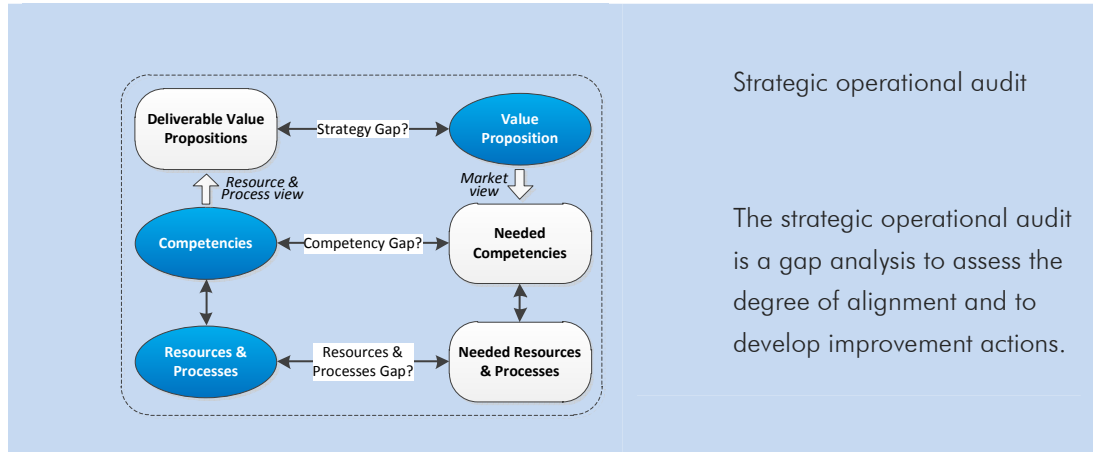 Deliverable Value
Propositions
Strategy Gap?
Value
Proposition
Resource &
Process view
Market
view
Competencies
Competency Gap?
Needed
Competencies
Resources &
Processes
Resources &
Processes Gap?
Needed Resources
& Processes
Strategic operational audit
The strategic operational audit
is a gap analysis to assess the
degree of alignment and to
develop improvement actions.